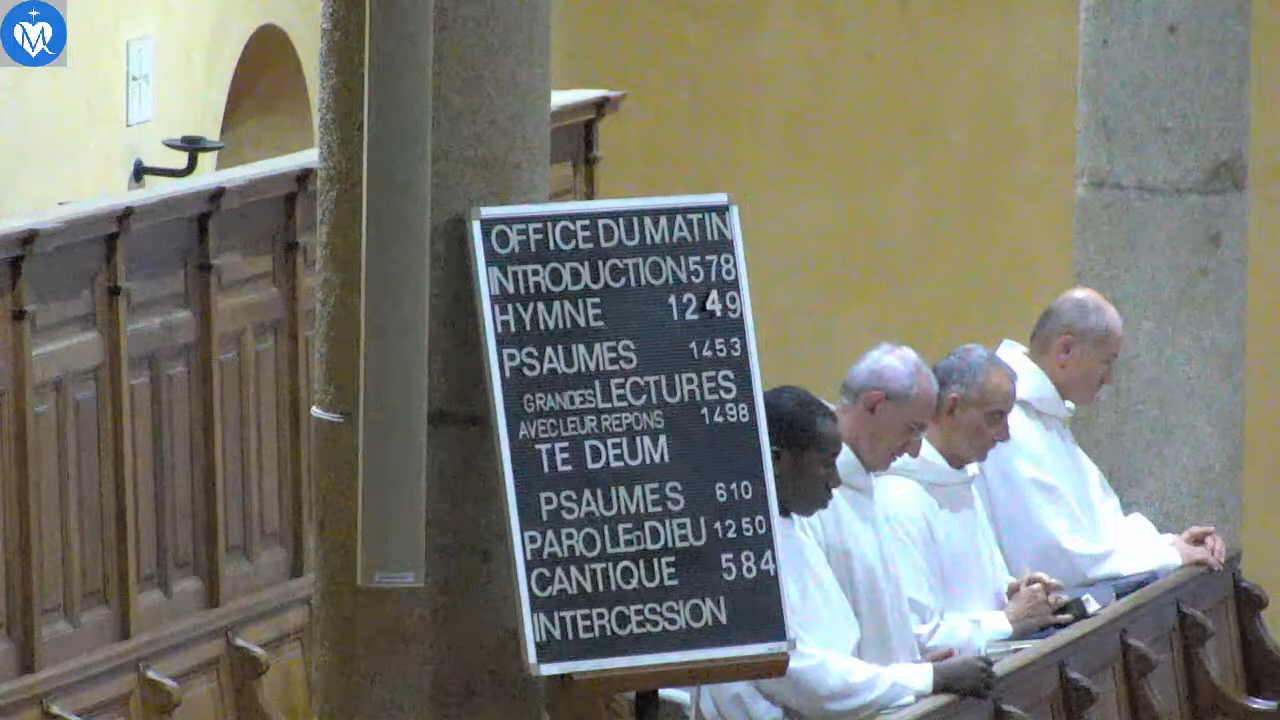 OFFICE DU MATIN
INTRODUCTION 578
HYMNE 1249
PSAUMES 1453
GRANDES LECTURES
AVEC LEUR REPONS 1498
TE DEUM
PSAUMES 610
PAROLE DE DIEU 1250
CANTIQUE 584
INTERCESSION